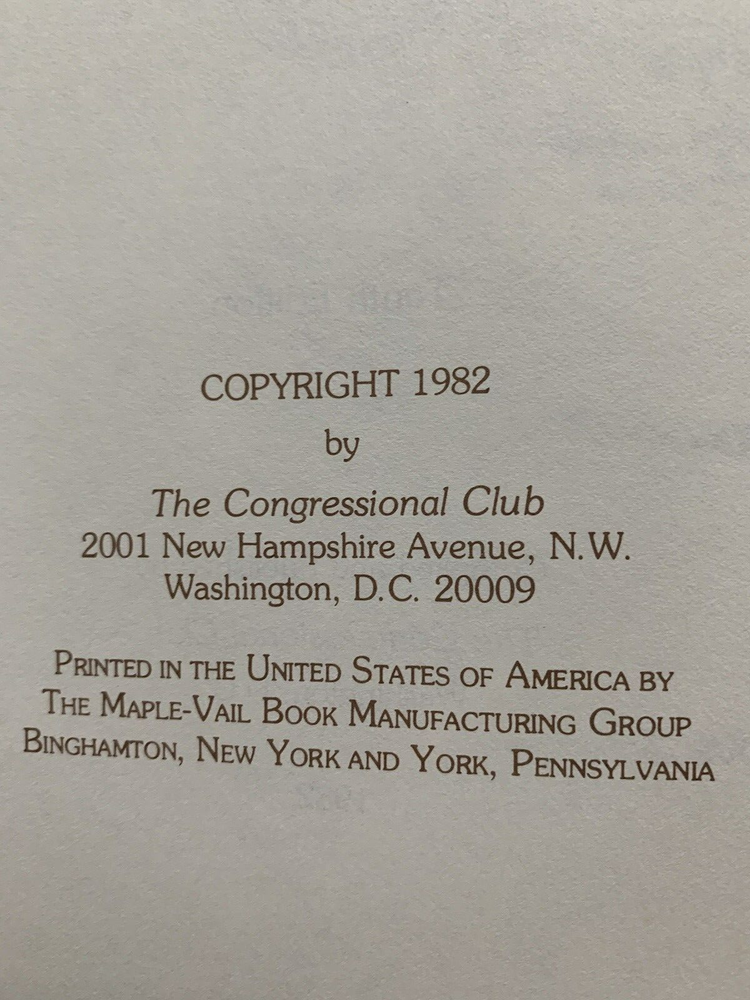 COPYRIGHT 1982
by
The Congressional Club
2001 New Hampshire Avenue, N.W.
Washington, D.C. 20009
PRINTED IN THE UNITED STATES OF AMERICA BY
THE MAPLE-VAIL BOOK MANUFACTURING GROUP
BINGHAMTON, NEW YORK AND YORK, PENNSYLVANIA